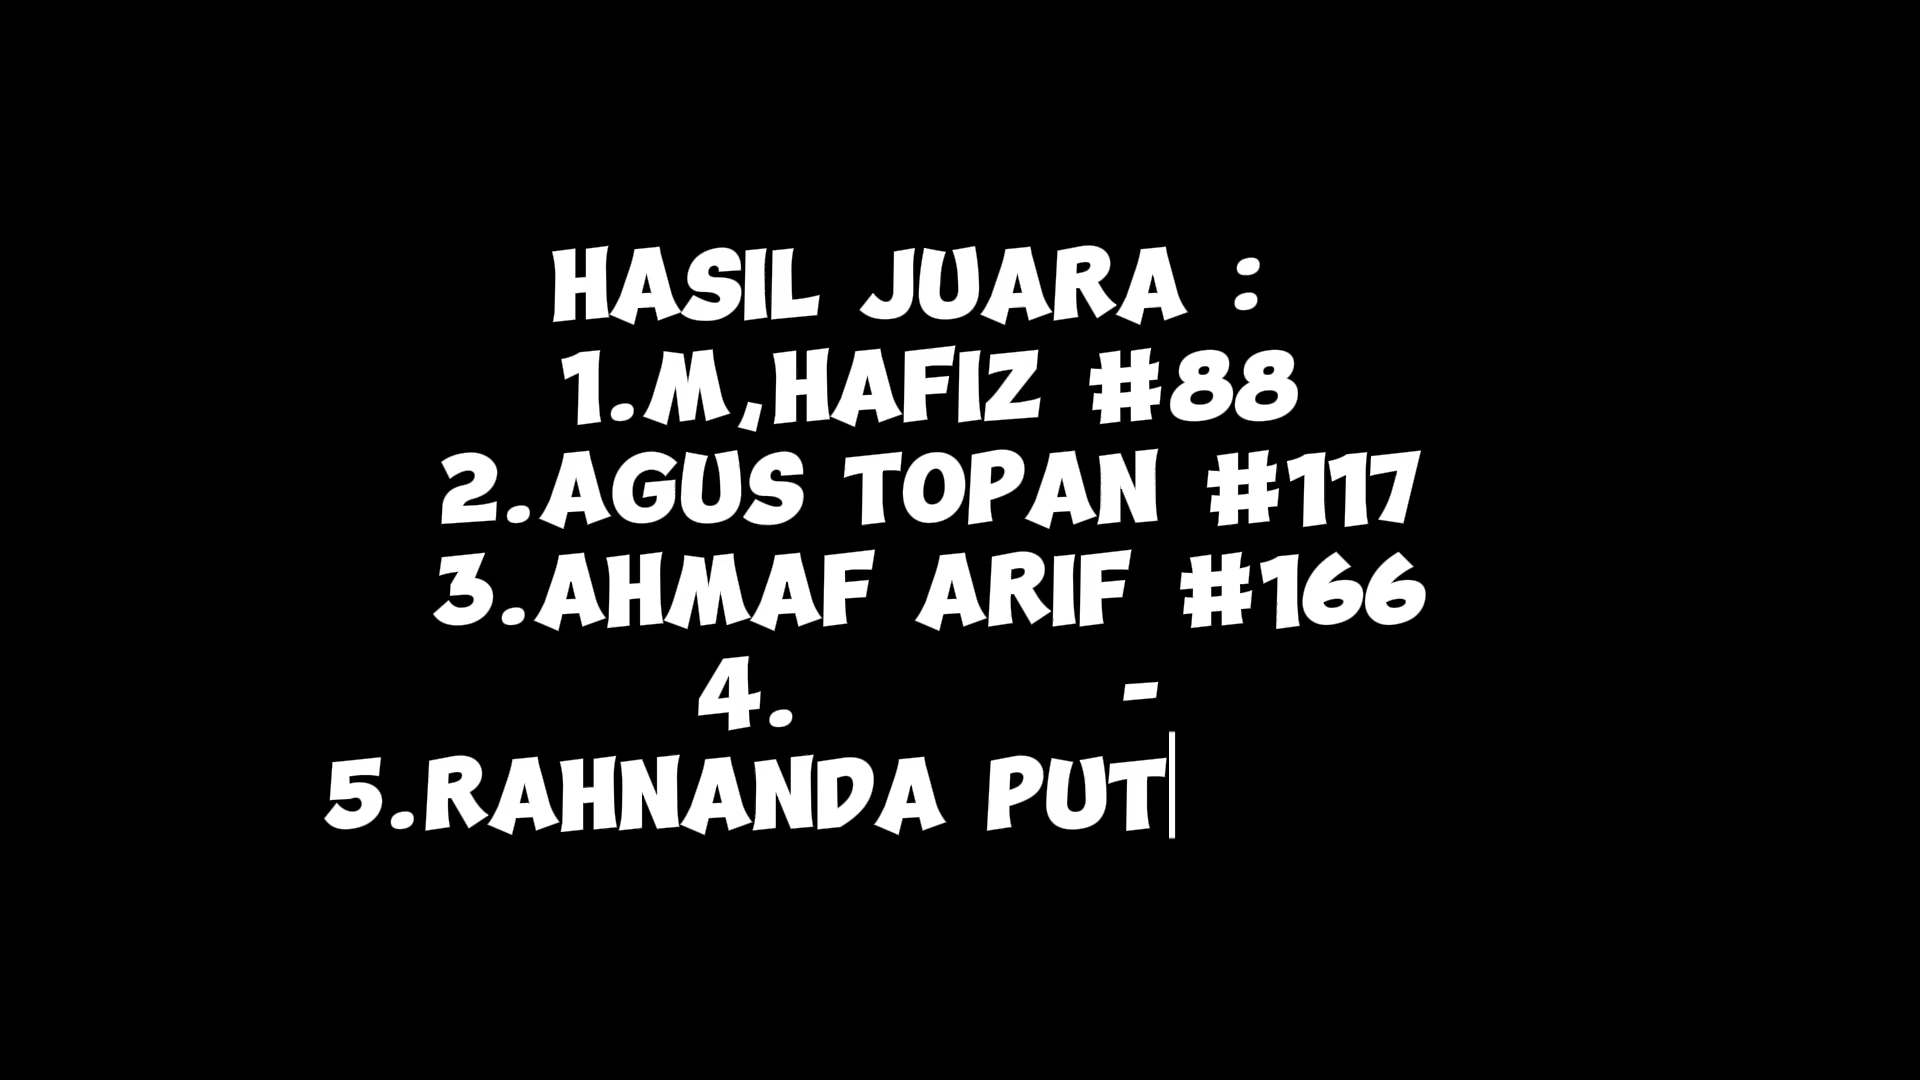 HASIL JUARA :
1.M,HAFIZ #88
2.AGUS TOPAN #117
3.AHMAF ARIF #166
4. -
5.RAHNANDA PUT